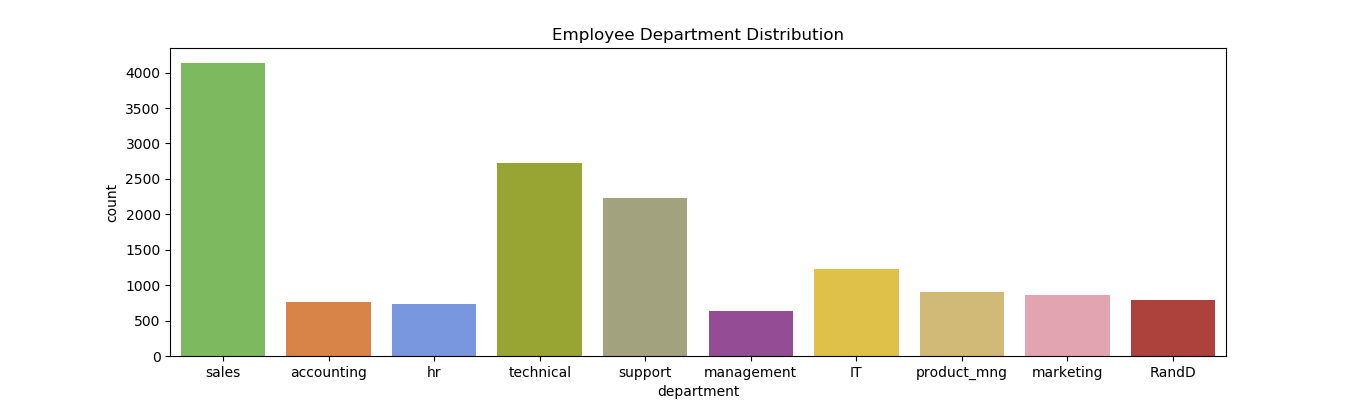 Employee Department Distribution
4000
3500
3000
2500
2000
1500
1000
500
0
count
sales accounting hr technical support management IT product_mng marketing RandD
department